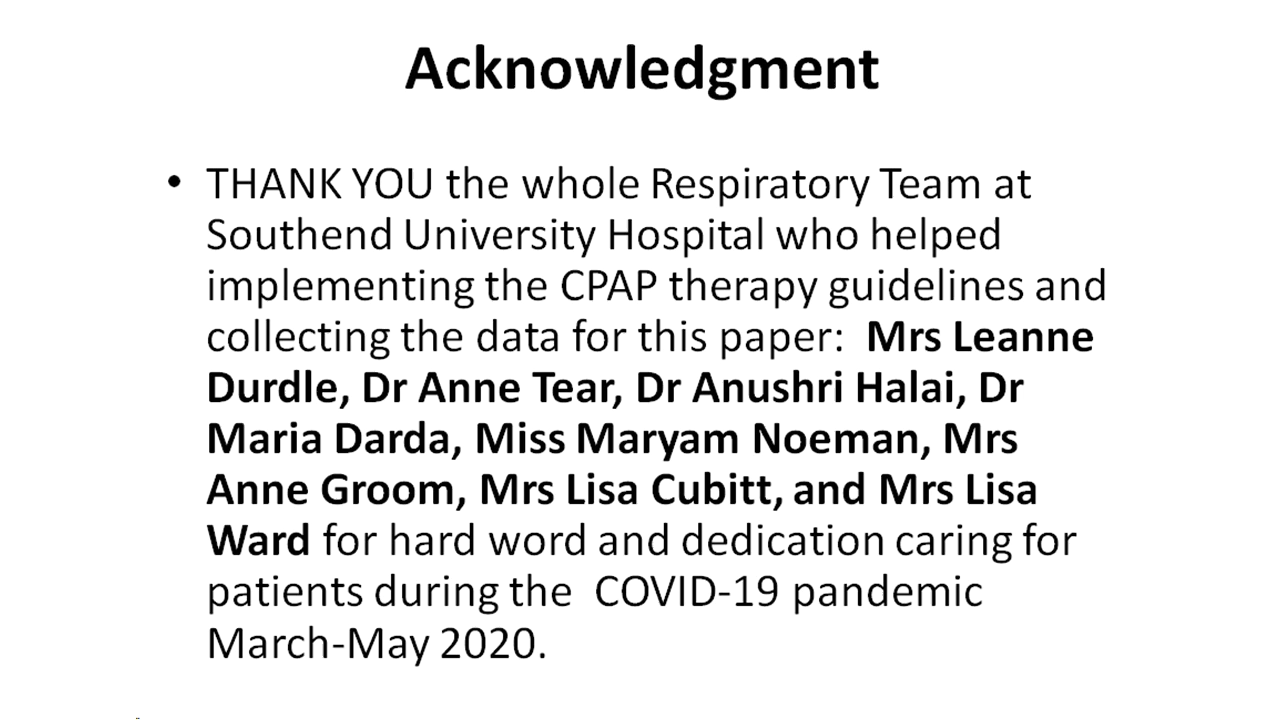 Acknowledgment
• THANK YOU the whole Respiratory Team at
Southend University Hospital who helped
implementing the CPAP therapy guidelines and
collecting the data for this paper:  Mrs Leanne
Durdle, Dr Anne Tear, Dr Anushri Halai, Dr
Maria Darda, Miss Maryam Noeman, Mrs
Anne Groom, Mrs Lisa Cubitt, and Mrs Lisa
Ward for hard word and dedication caring for
patients during the  COVID-19 pandemic
March-May 2020.